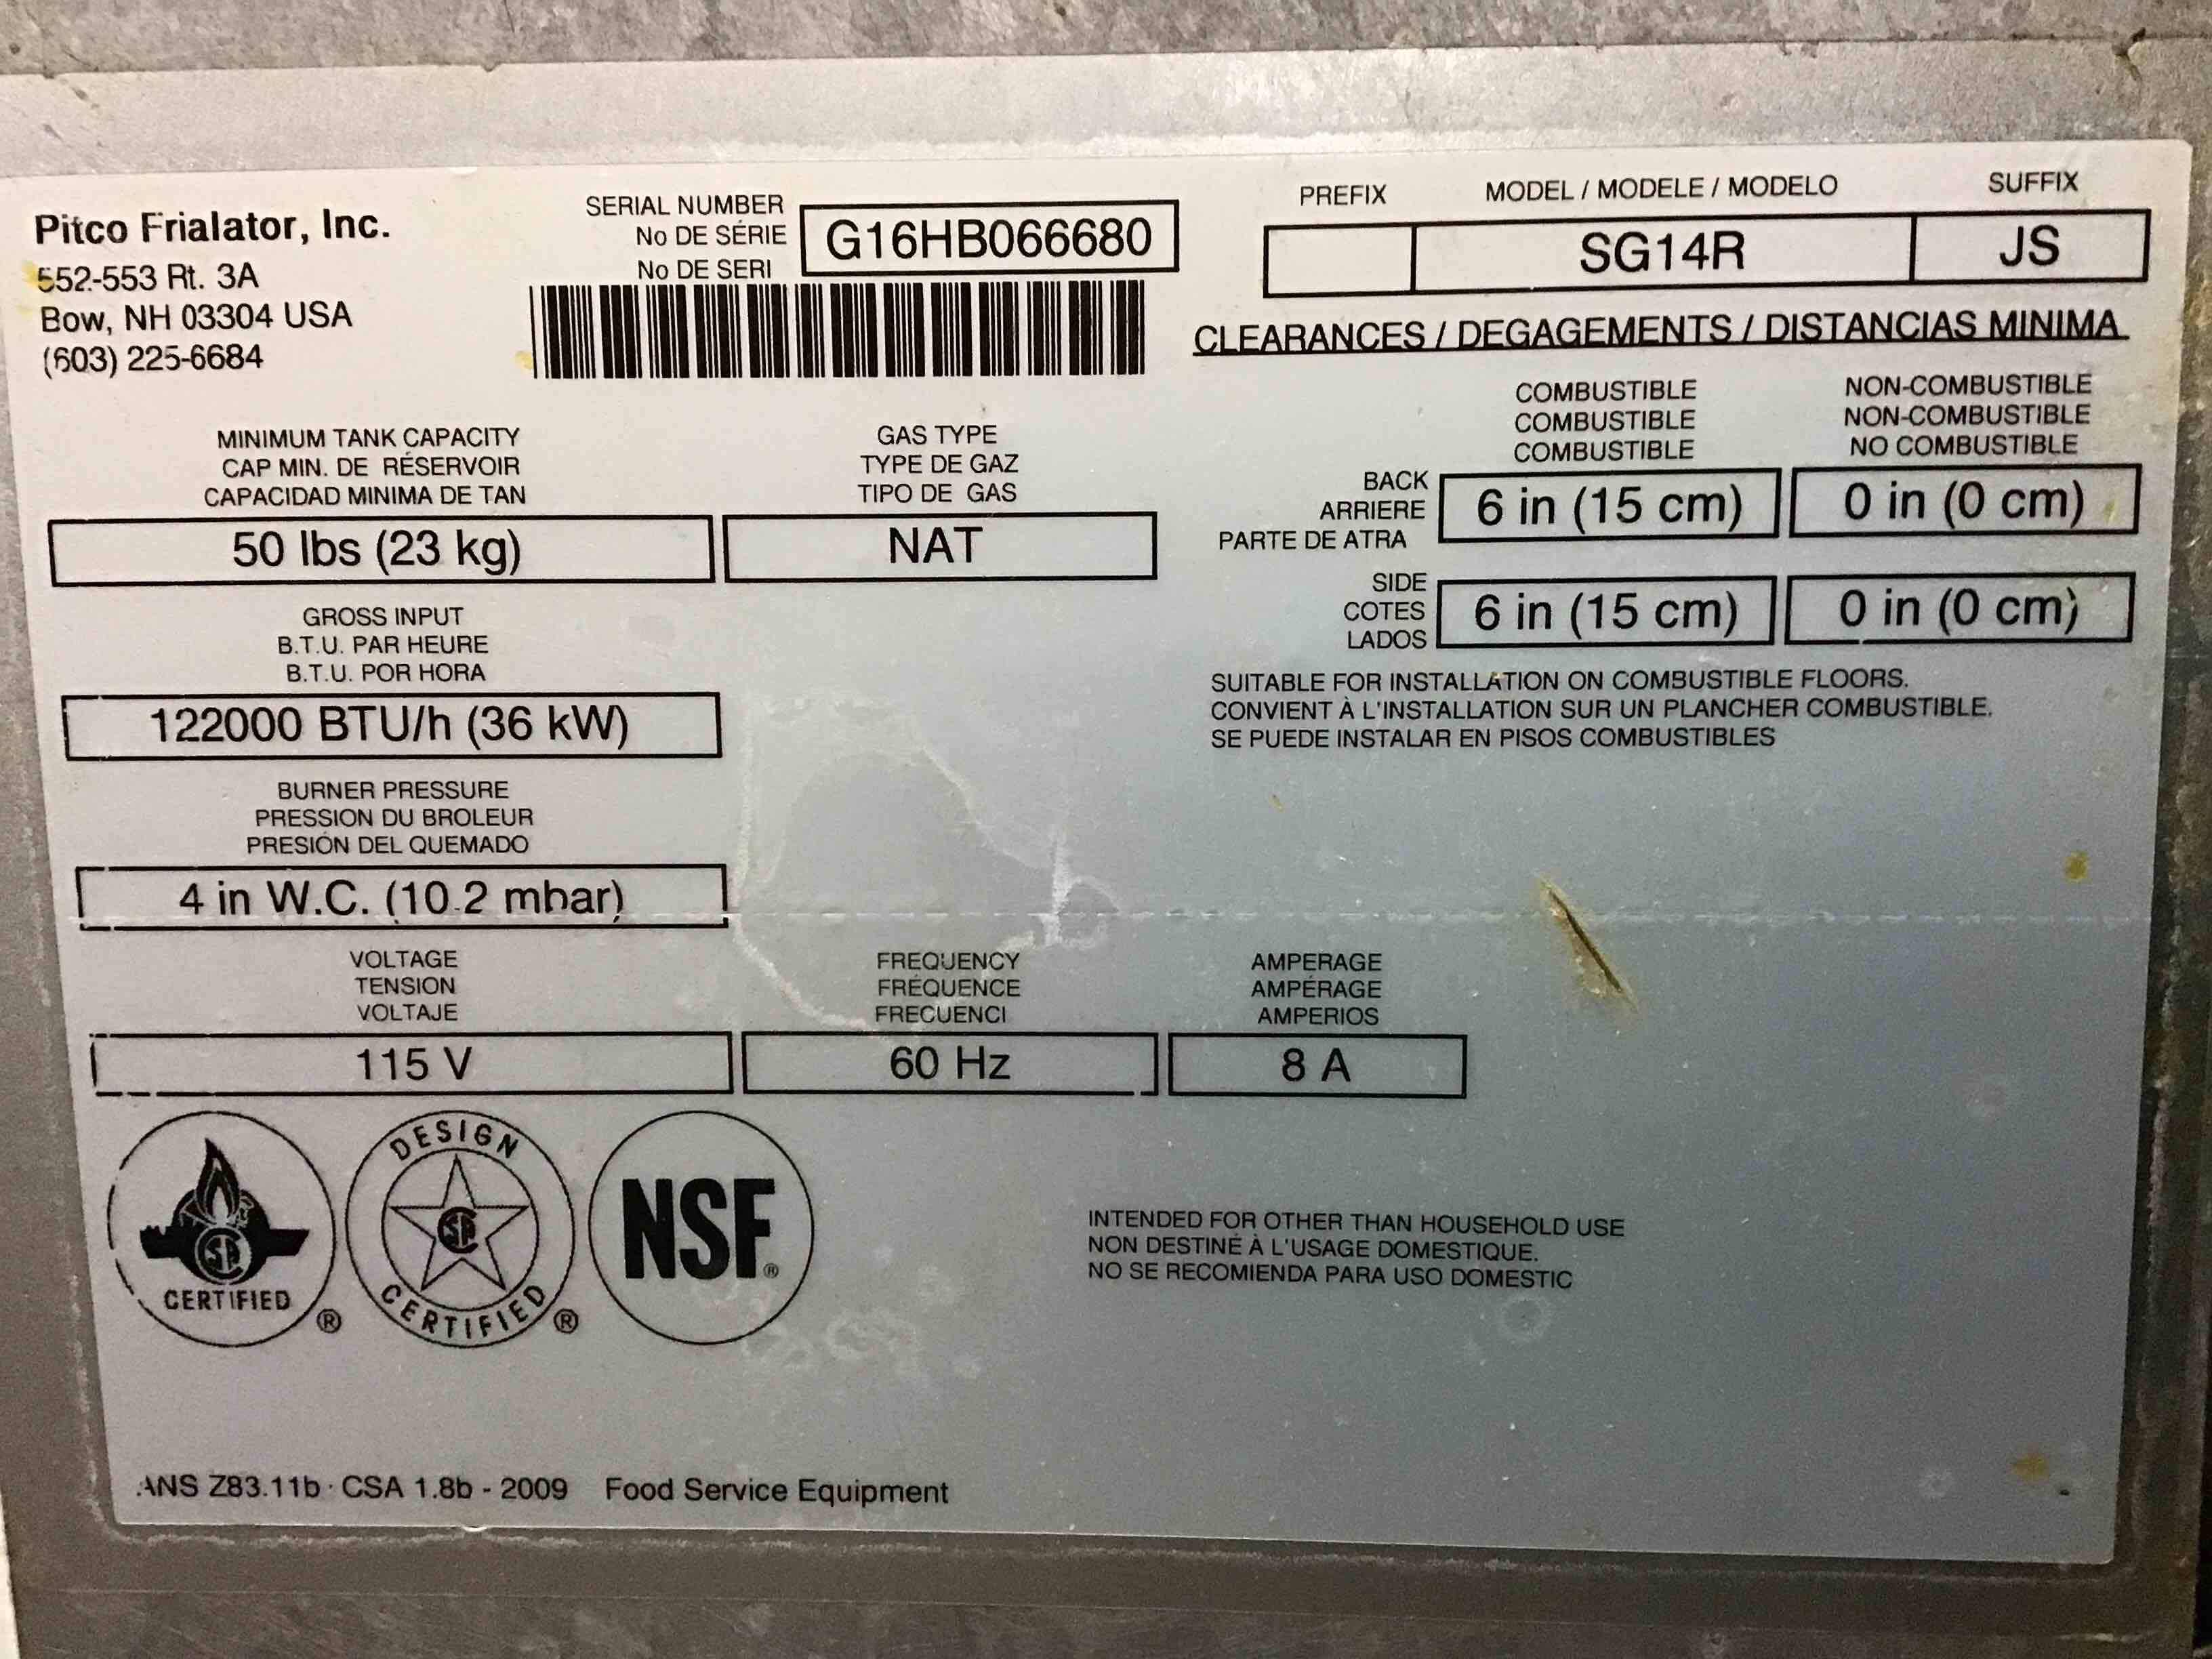 Pitco Frialator, Inc.
552-553 Rt. 3A
Bow, NH 03304 USA
(603) 225-6684
SERIAL NUMBER
No DE SÉRIE
No DE SERI
G16HB066680
PREFIX
MODEL / MODELE / MODELO
SUFFIX
SG14R
JS
CLEARANCES / DEGAGEMENTS / DISTANCIAS MINIMA
COMBUSTIBLE
COMBUSTIBLE
COMBUSTIBLE
NON-COMBUSTIBLE
NON-COMBUSTIBLE
NO COMBUSTIBLE
BACK
ARRIERE
PARTE DE ATRA
6 in (15 cm)
0 in (0 cm)
SIDE
COTES
LADOS
6 in (15 cm)
0 in (0 cm)
SUITABLE FOR INSTALLATION ON COMBUSTIBLE FLOORS.
CONVIENT À L'INSTALLATION SUR UN PLANCHER COMBUSTIBLE.
SE PUEDE INSTALAR EN PISOS COMBUSTIBLES
MINIMUM TANK CAPACITY
CAP MIN. DE RÉSERVOIR
CAPACIDAD MINIMA DE TAN
50 lbs (23 kg)
GAS TYPE
TYPE DE GAZ
TIPO DE GAS
NAT
GROSS INPUT
B.T.U. PAR HEURE
B.T.U. POR HORA
122000 BTU/h (36 kW)
BURNER PRESSURE
PRESSION DU BROLEUR
PRESIÓN DEL QUEMADO
4 in W.C. (10.2 mbar)
VOLTAGE
TENSION
VOLTAJE
115 V
FREQUENCY
FRÉQUENCE
FRECUENCI
60 Hz
AMPERAGE
AMPÉRAGE
AMPERIOS
8 A
SA
CERTIFIED ®
DESIGN
SA
CERTIFIED ®
NSF®
INTENDED FOR OTHER THAN HOUSEHOLD USE
NON DESTINÉ À L'USAGE DOMESTIQUE.
NO SE RECOMIENDA PARA USO DOMESTIC
ANS Z83.11b · CSA 1.8b - 2009 Food Service Equipment